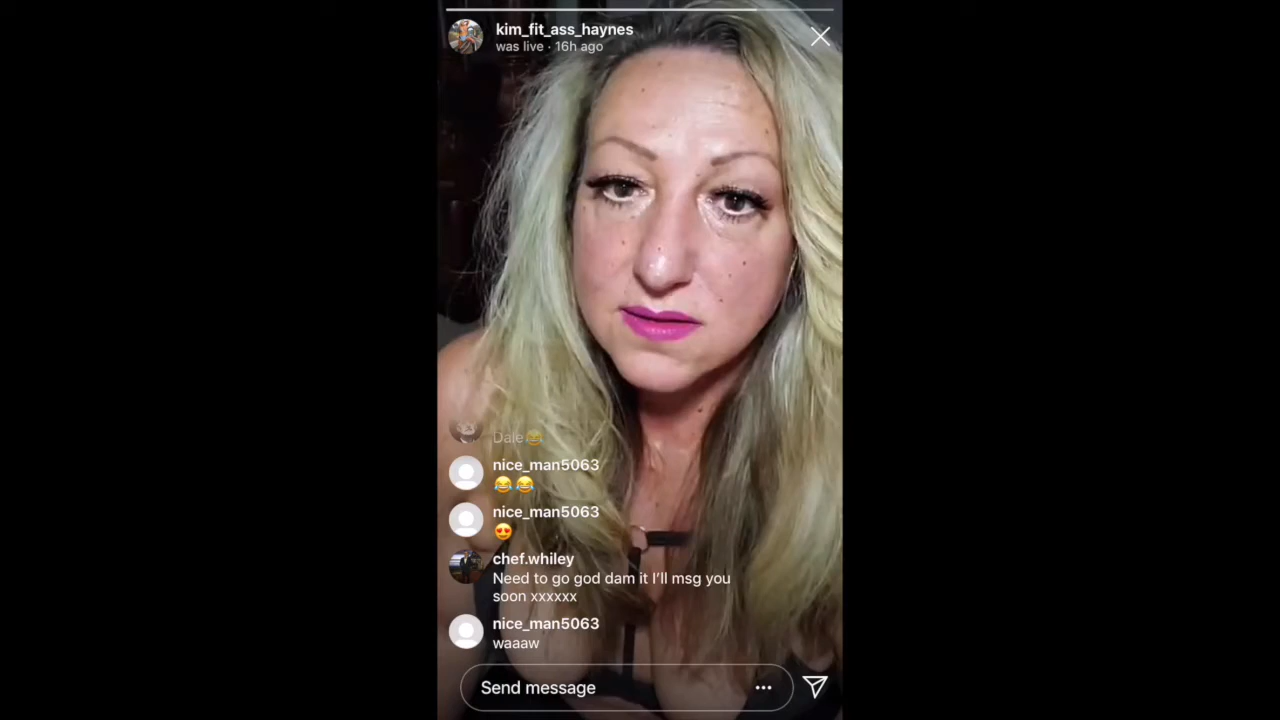 kim_fit_ass_haynes
was live · 16h ago
Dale😂
nice_man5063
😂😂
nice_man5063
😍
chef.whiley
Need to go god dam it I’ll msg you
soon xxxxxx
nice_man5063
waaaw
Send message